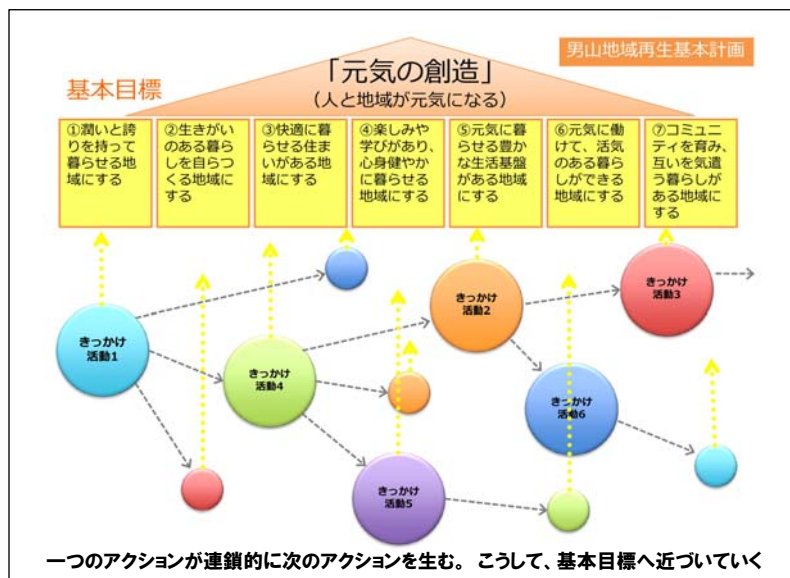 男山地域再生基本計画
「元気の創造」
(人と地域が元気になる)
基本目標
①潤いと誇
りを持って
暮らせる地
域にする
②生きがい
のある暮ら
しを自らつ
くる地域に
する
③快適に暮
らせる住ま
いがある地
域にする
④楽しみや
学びがあり、
心身健やか
に暮らせる
地域にする
⑤元気に暮
らせる豊か
な生活基盤
がある地域
にする
⑥元気に働
けて、活気
のある暮ら
しができる
地域にする
⑦コミュニ
ティを育み、
互いを気遣
う暮らしが
ある地域に
する
きっかけ
活動1
きっかけ
活動4
きっかけ
活動2
きっかけ
活動3
きっかけ
活動6
きっかけ
活動5
一つのアクションが連鎖的に次のアクションを生む。こうして、基本目標へ近づいていく